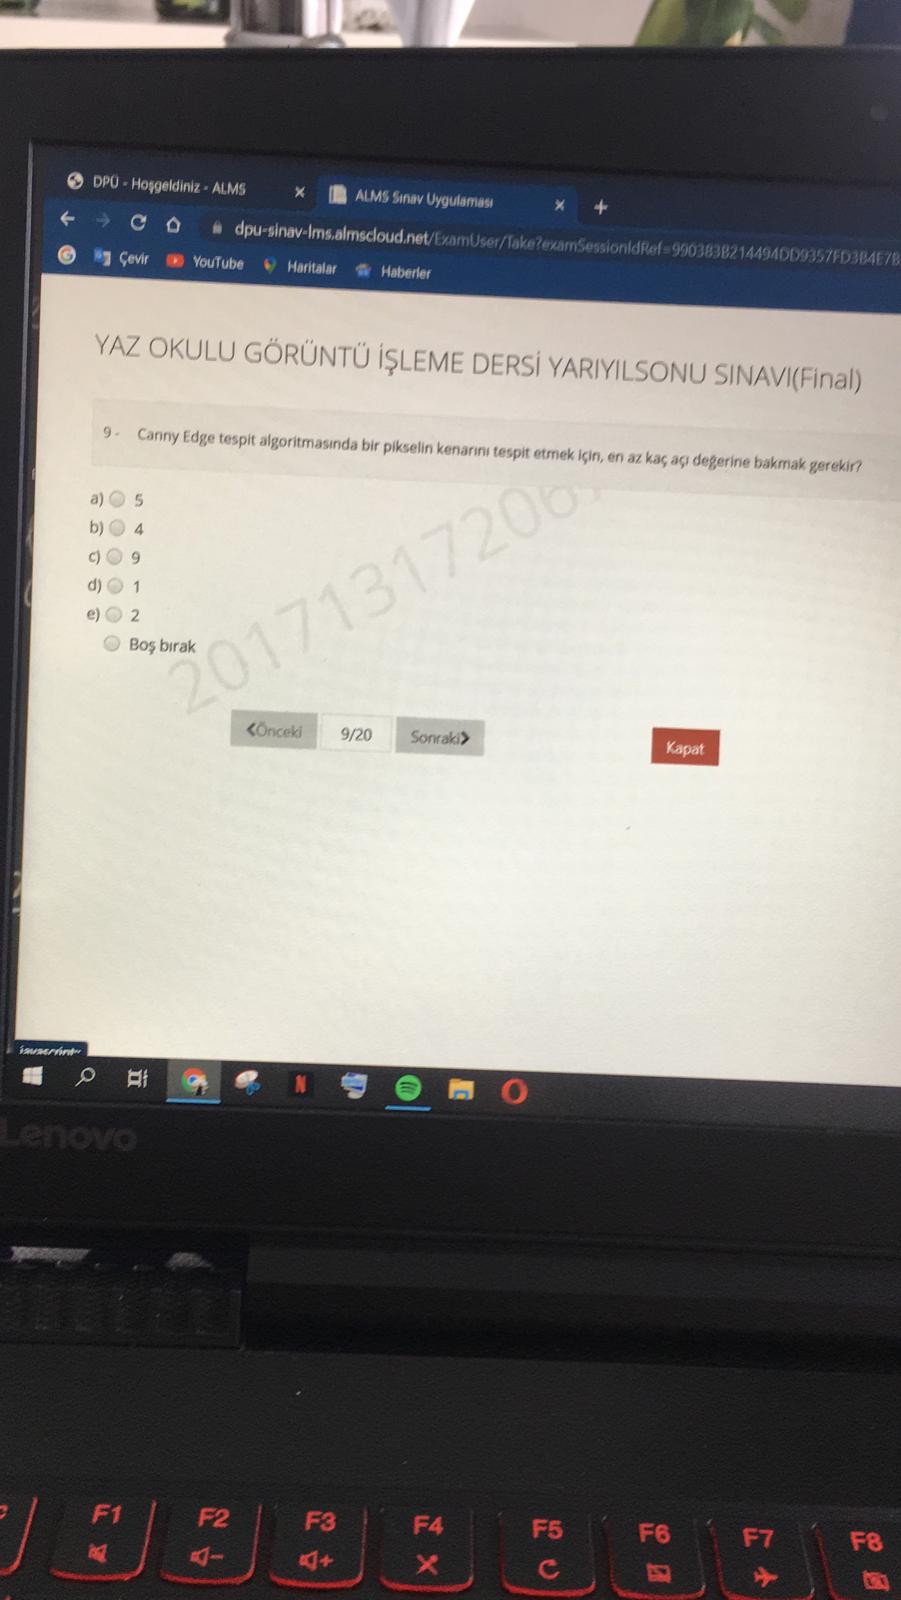 DPÜ - Hoşgeldiniz - ALMS
ALMS Sınav Uygulaması
dpu-sinav-lms.almscloud.net/ExamUser/Take?examSessionIdRef=990383B214494DD9357FD3B4E7B
Çevir YouTube Haritalar Haberler
YAZ OKULU GÖRÜNTÜ İŞLEME DERSİ YARIYILSONU SINAVI(Final)
9 - Canny Edge tespit algoritmasında bir pikselin kenarını tespit etmek için, en az kaç açı değerine bakmak gerekir?
a) 5
b) 4
c) 9
d) 1
e) 2
Boş bırak
20171317206
Önceki 9/20 Sonraki
Kapat
Lenovo
F1 F2 F3 F4 F5 F6 F7 F8